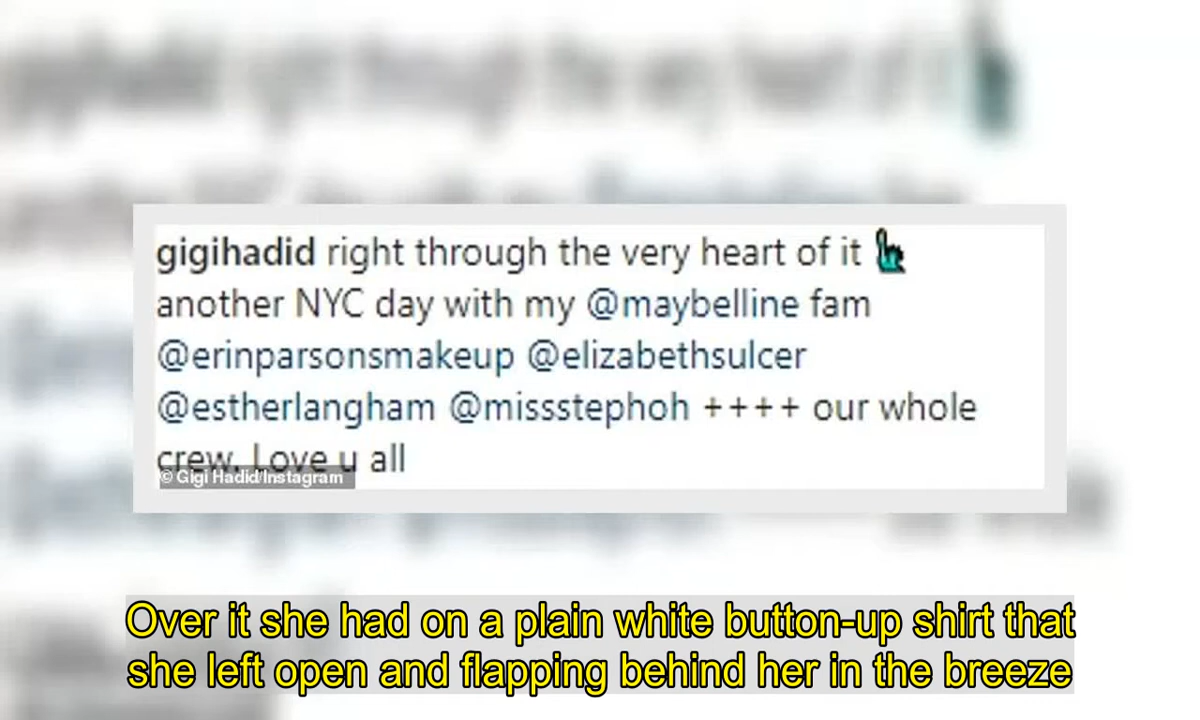 gigihadid right through the very heart of it
another NYC day with my @maybelline fam
@erinparsonsmakeup @elizabethsulcer
@estherlangham @missstephoh ++++ our whole
crew. Love u all
© Gigi Hadid/Instagram
Over it she had on a plain white button-up shirt that
she left open and flapping behind her in the breeze